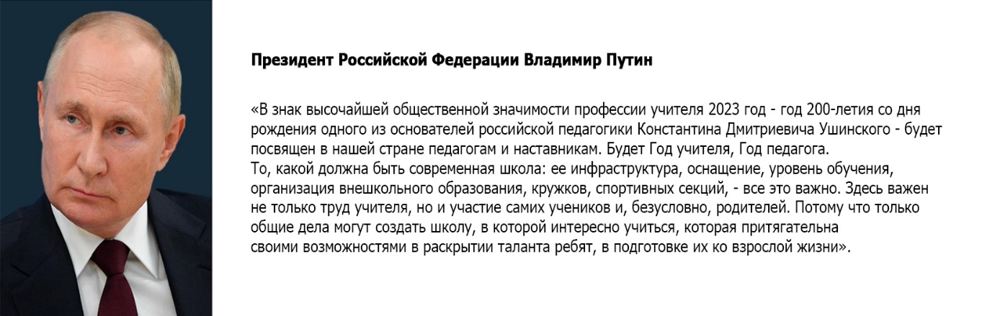 Президент Российской Федерации Владимир Путин
«В знак высочайшей общественной значимости профессии учителя 2023 год - год 200-летия со дня
рождения одного из основателей российской педагогики Константина Дмитриевича Ушинского - будет
посвящен в нашей стране педагогам и наставникам. Будет Год учителя, Год педагога.
То, какой должна быть современная школа: ее инфраструктура, оснащение, уровень обучения,
организация внешкольного образования, кружков, спортивных секций, - все это важно. Здесь важен
не только труд учителя, но и участие самих учеников и, безусловно, родителей. Потому что только
общие дела могут создать школу, в которой интересно учиться, которая притягательна
своими возможностями в раскрытии таланта ребят, в подготовке их ко взрослой жизни».